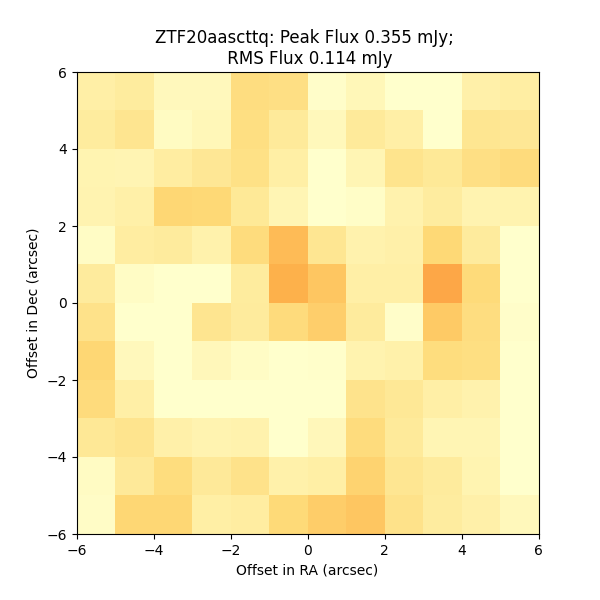 ZTF20aascttq: Peak Flux 0.355 mJy;
RMS Flux 0.114 mJy
6
4
2
0
−2
−4
−6
Offset in Dec (arcsec)
−6 −4 −2 0 2 4 6
Offset in RA (arcsec)